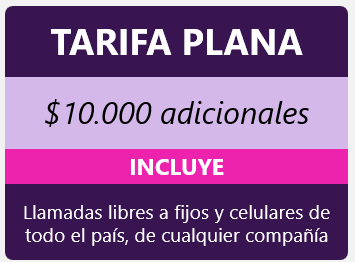 TARIFA PLANA
$10.000 adicionales
INCLUYE
Llamadas libres a fijos y celulares de
todo el país, de cualquier compañía